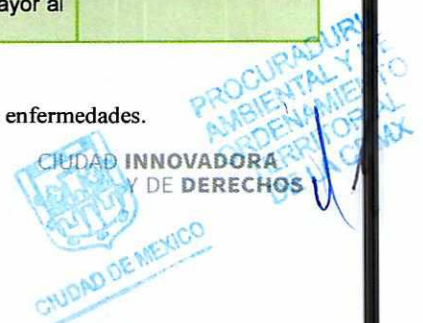 ayor al
enfermedades.
PROCURADURÍA
AMBIENTAL Y DE
ORDENAMIENTO
TERRITORIAL
DE LA CDMX
CIUDAD INNOVADORA
Y DE DERECHOS
CIUDAD DE MEXICO